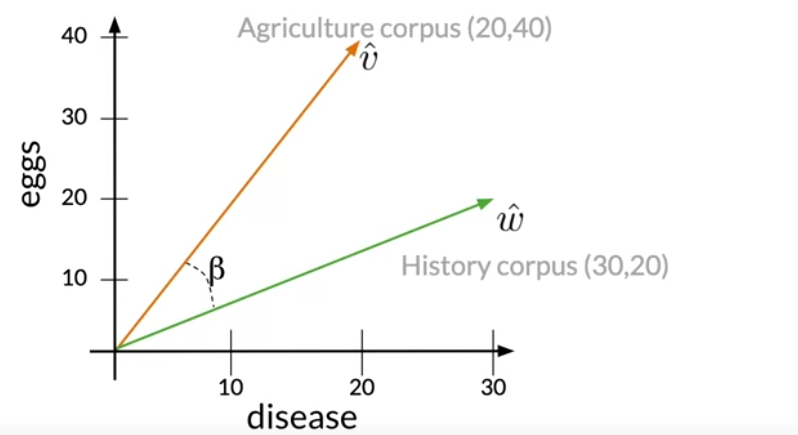 Agriculture corpus (20,40)
v̂
40
30
20
10
eggs
β
ŵ
History corpus (30,20)
10 20 30
disease